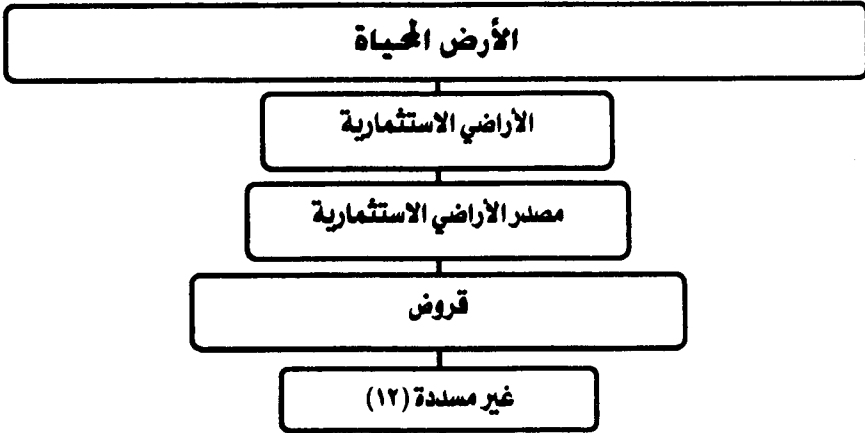 الأرض المحياة
الأراضي الاستثمارية
مصدر الأراضي الاستثمارية
قروض
غير مسددة (١٢)